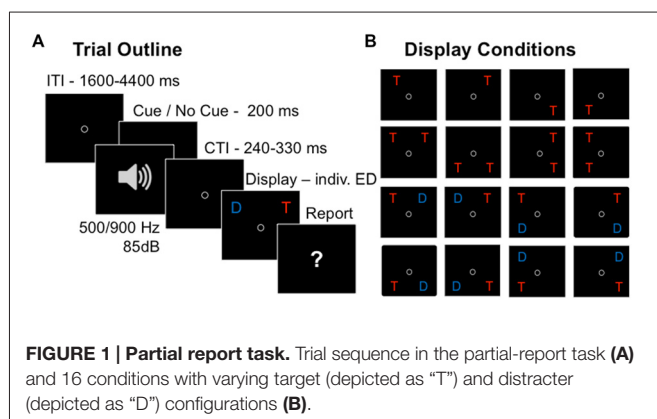 A
Trial Outline
ITI - 1600-4400 ms
Cue / No Cue - 200 ms
CTI - 240-330 ms
Display – indiv. ED
D T
Report
?
500/900 Hz
85dB
B
Display Conditions
T T T T
T T T T T T T T
T D D T T D T D
T D D T D T D T
FIGURE 1 | Partial report task. Trial sequence in the partial-report task (A)
and 16 conditions with varying target (depicted as “T”) and distracter
(depicted as “D”) configurations (B).